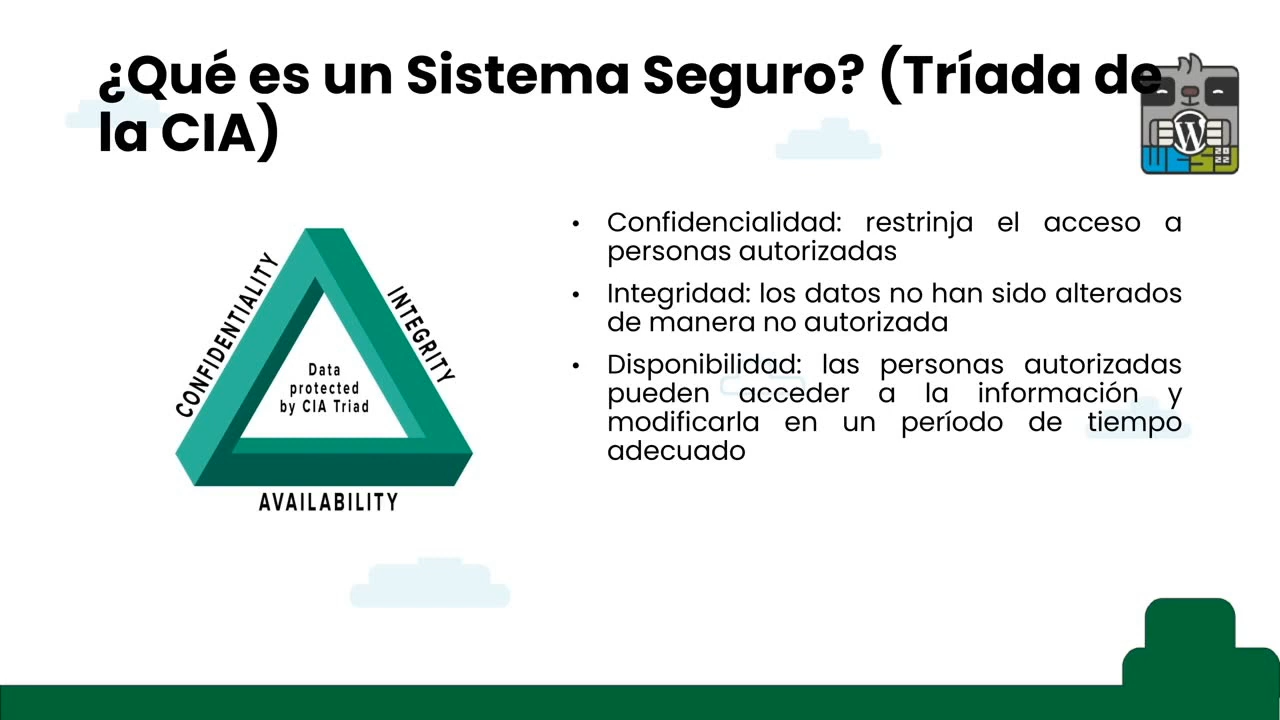 ¿Qué es un Sistema Seguro? (Tríada de
la CIA)
CONFIDENTIALITY
INTEGRITY
Data
protected
by CIA Triad
AVAILABILITY
• Confidencialidad: restrinja el acceso a
personas autorizadas
• Integridad: los datos no han sido alterados
de manera no autorizada
• Disponibilidad: las personas autorizadas
pueden acceder a la información y
modificarla en un período de tiempo
adecuado